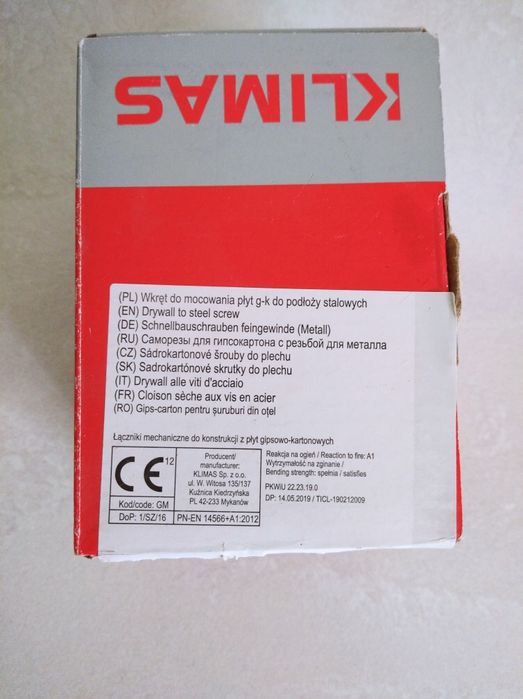 KLIMAS
(PL) Wkręt do mocowania płyt g-k do podłoży stalowych
(EN) Drywall to steel screw
(DE) Schnellbauschrauben feingewinde (Metall)
(RU) Саморезы для гипсокартона с резьбой для металла
(CZ) Sádrokartonové šrouby do plechu
(SK) Sadrokartónové skrutky do plechu
(IT) Drywall alle viti d'acciaio
(FR) Cloison sèche aux vis en acier
(RO) Gips-carton pentru șuruburi din oțel
Łączniki mechaniczne do konstrukcji z płyt gipsowo-kartonowych
CE 12
Kod/code: GM
DoP: 1/SZ/16
Producent/
manufacturer:
KLIMAS Sp. z o.o.
ul. W. Witosa 135/137
Kuźnica Kiedrzyńska
PL 42-233 Mykanów
PN-EN 14566+A1:2012
Reakcja na ogień / Reaction to fire: A1
Wytrzymałość na zginanie /
Bending strength: spełnia / satisfies
PKWiU 22.23.19.0
DP: 14.05.2019 / TICL-190212009